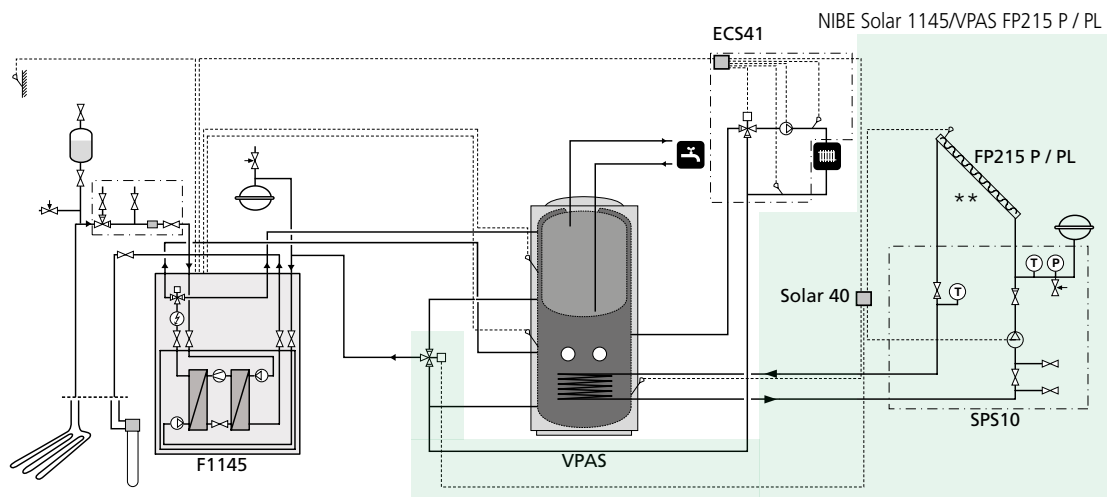 NIBE Solar 1145/VPAS FP215 P / PL
ECS41
FP215 P / PL
**
T
P
Solar 40
T
SPS10
VPAS
F1145